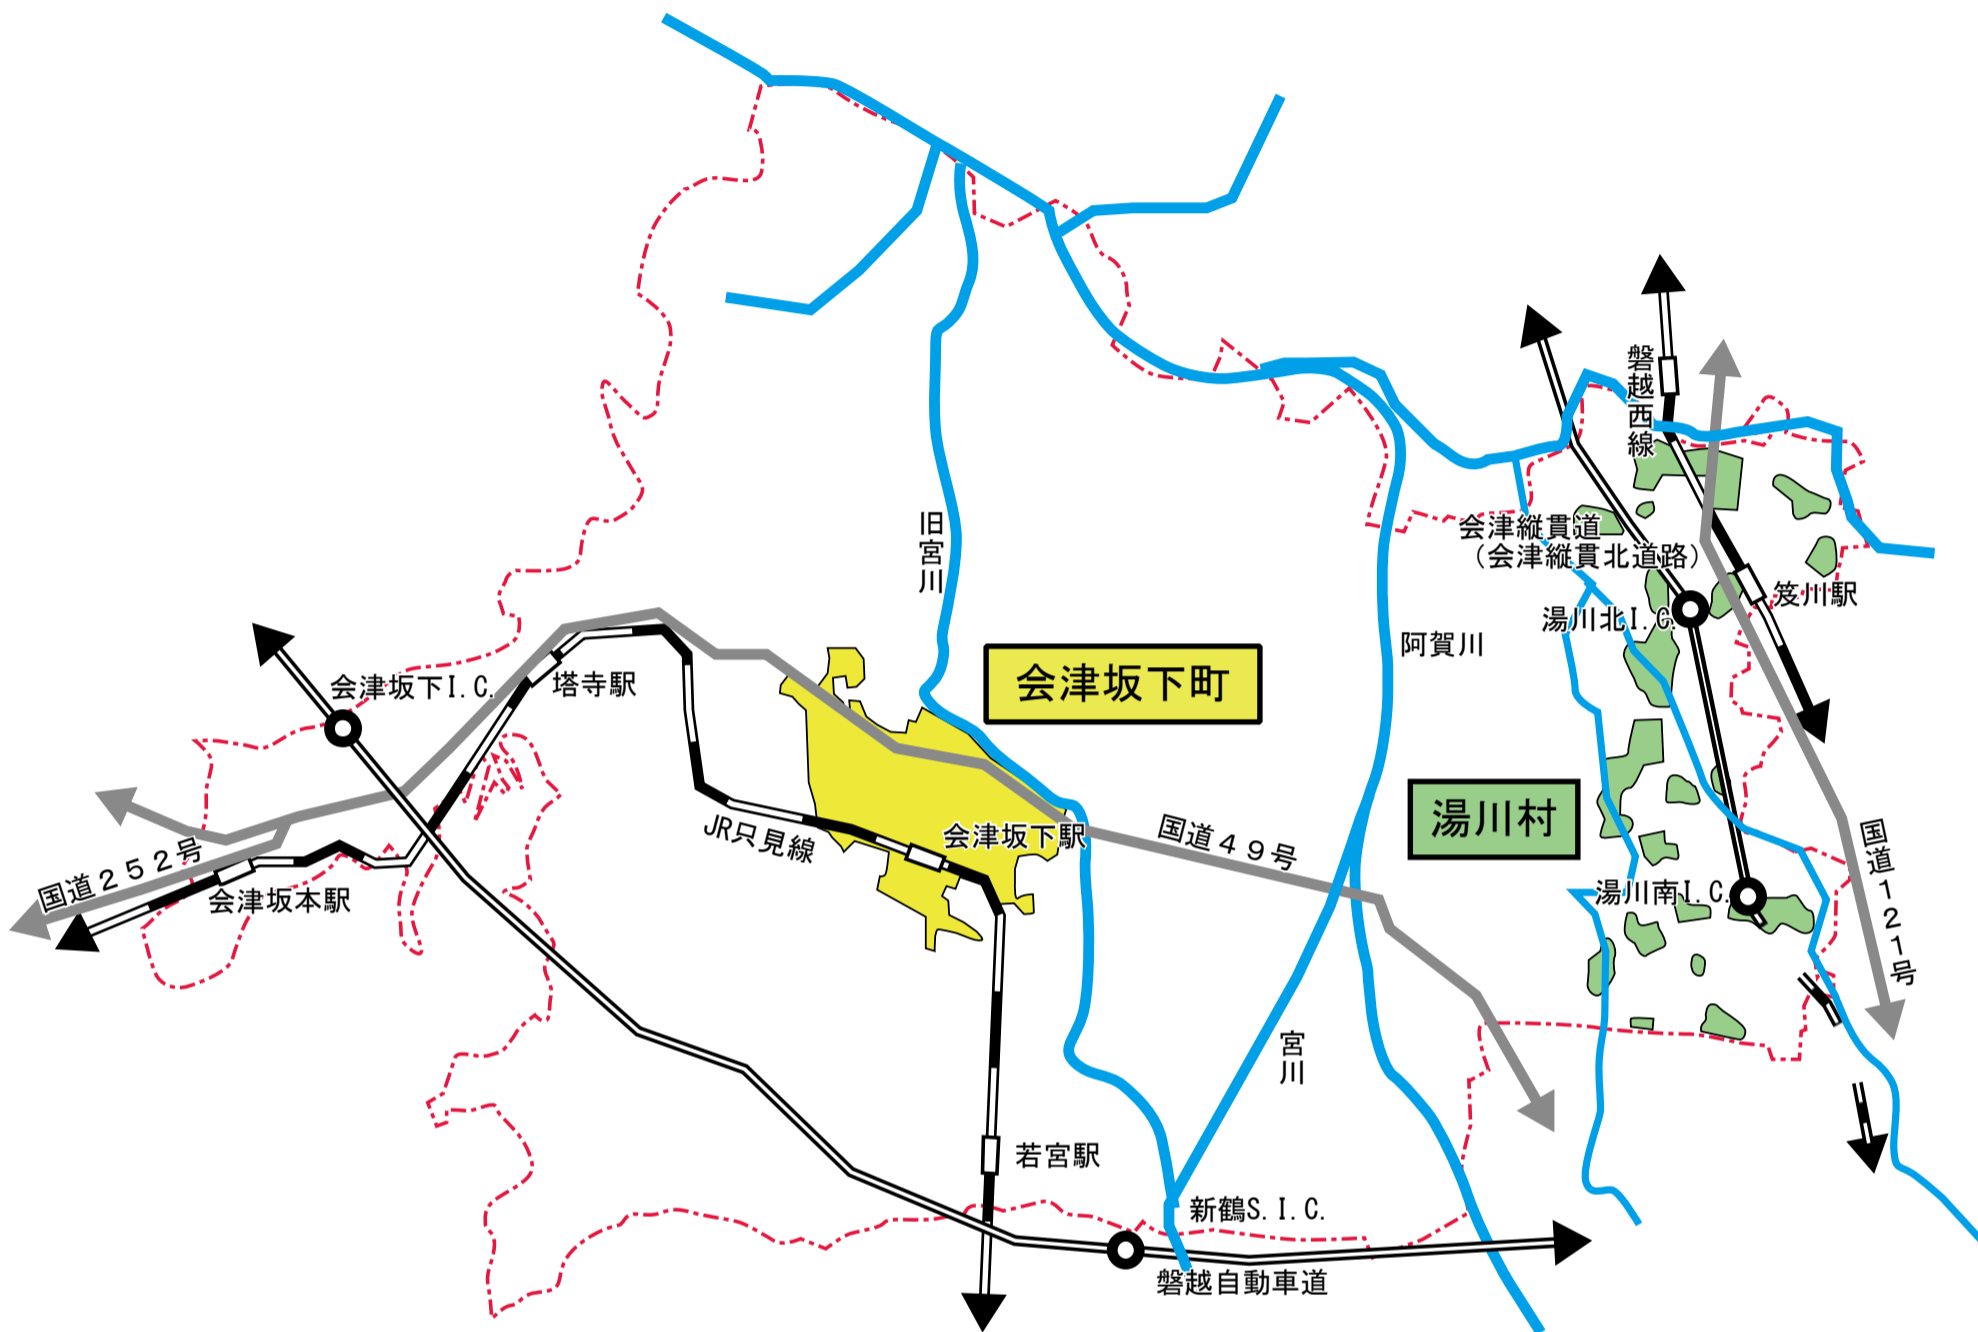 磐越西線
旧宮川
会津縦貫道
（会津縦貫北道路）
笈川駅
湯川北I.C.
阿賀川
会津坂下町
会津坂下I.C.
塔寺駅
湯川村
JR只見線
会津坂下駅
国道４９号
国道１２１号
国道２５２号
会津坂本駅
湯川南I.C.
宮川
若宮駅
新鶴S.I.C.
磐越自動車道